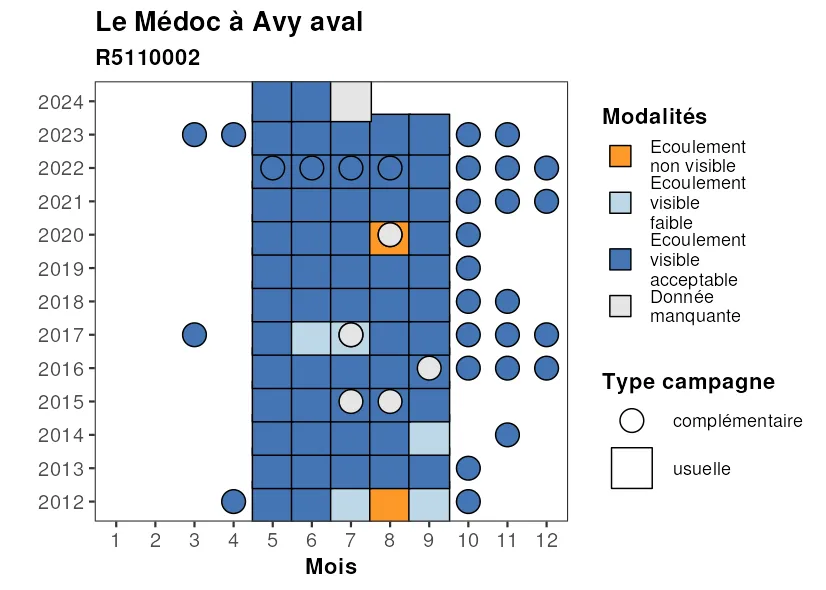 Le Médoc à Avy aval
R5110002
2024
2023
2022
2021
2020
2019
2018
2017
2016
2015
2014
2013
2012
1 2 3 4 5 6 7 8 9 10 11 12
Mois
Modalités
Ecoulement
non visible
Ecoulement
visible
faible
Ecoulement
visible
acceptable
Donnée
manquante
Type campagne
complémentaire
usuelle